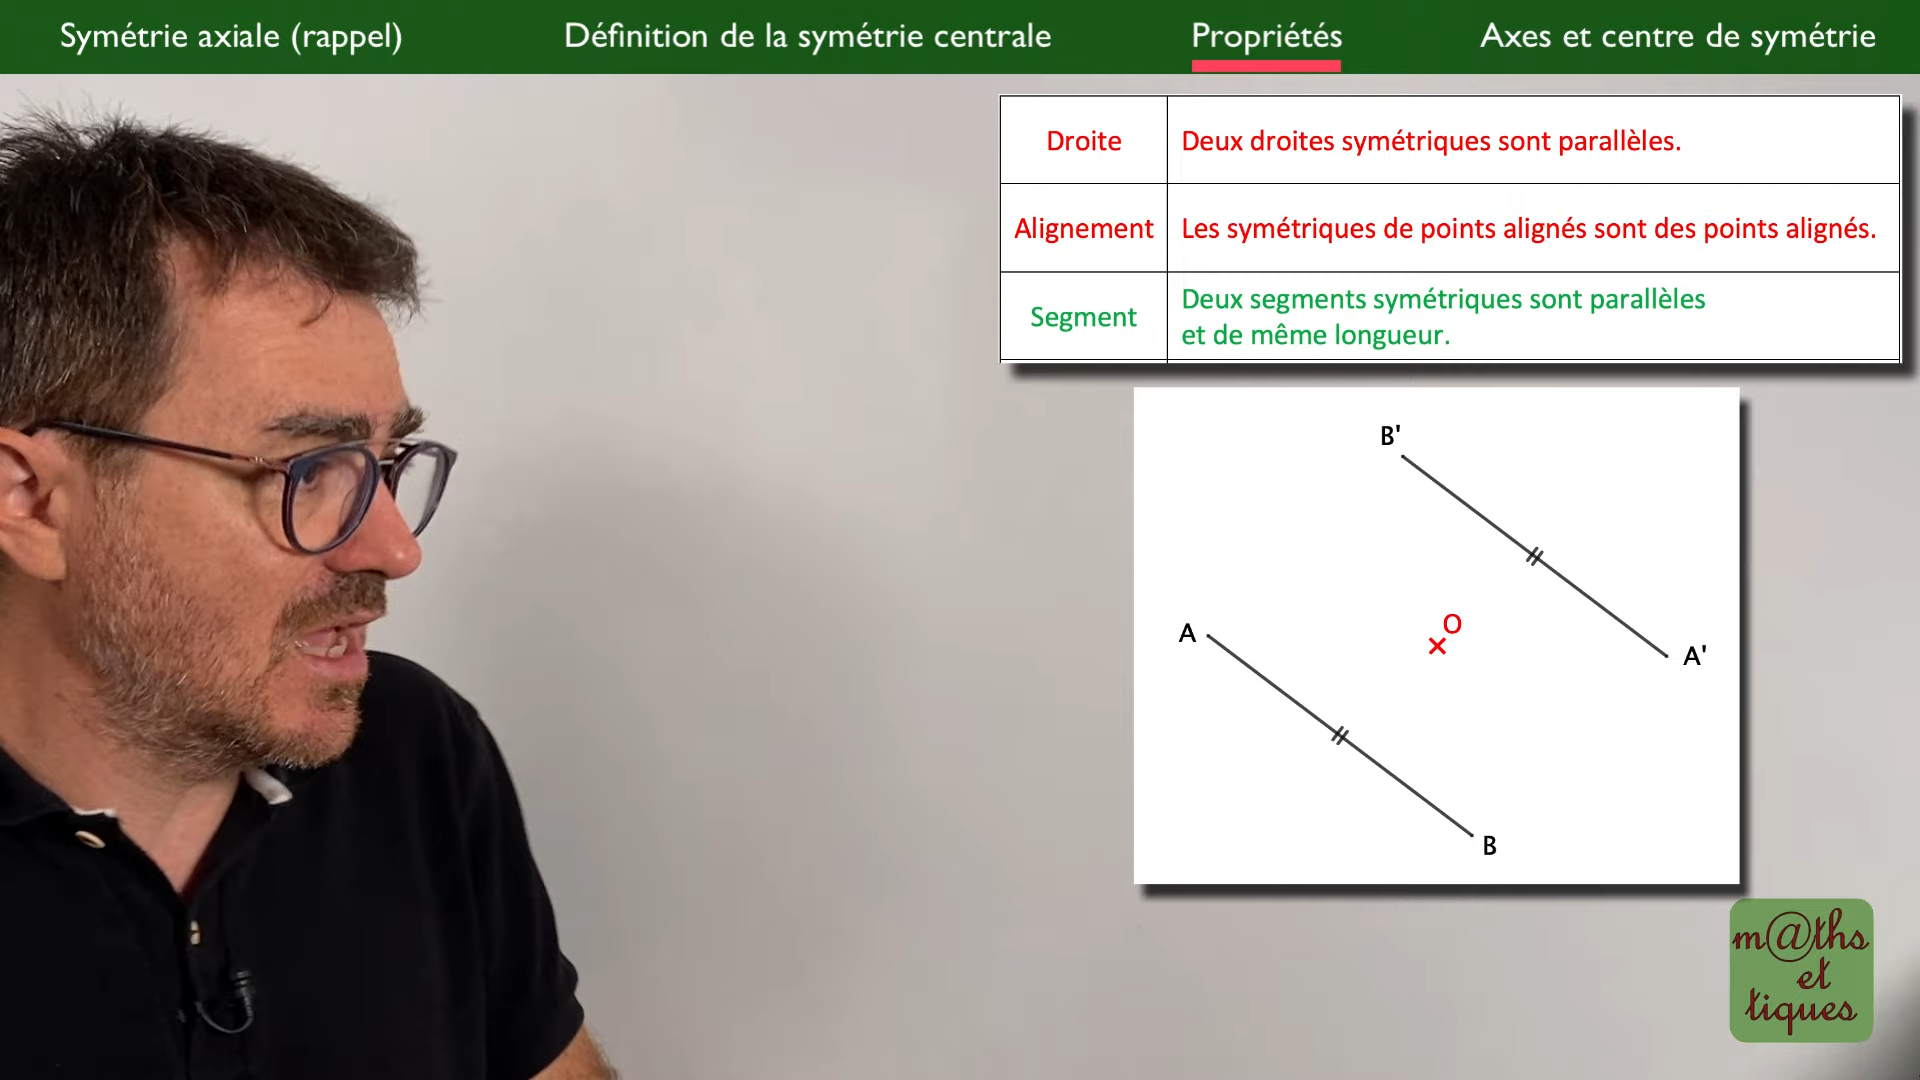 Symétrie axiale (rappel)
Définition de la symétrie centrale
Propriétés
Axes et centre de symétrie
Droite
Deux droites symétriques sont parallèles.
Alignement
Les symétriques de points alignés sont des points alignés.
Segment
Deux segments symétriques sont parallèles
et de même longueur.
B'
O
A
A'
B
m@ths
et
tiques